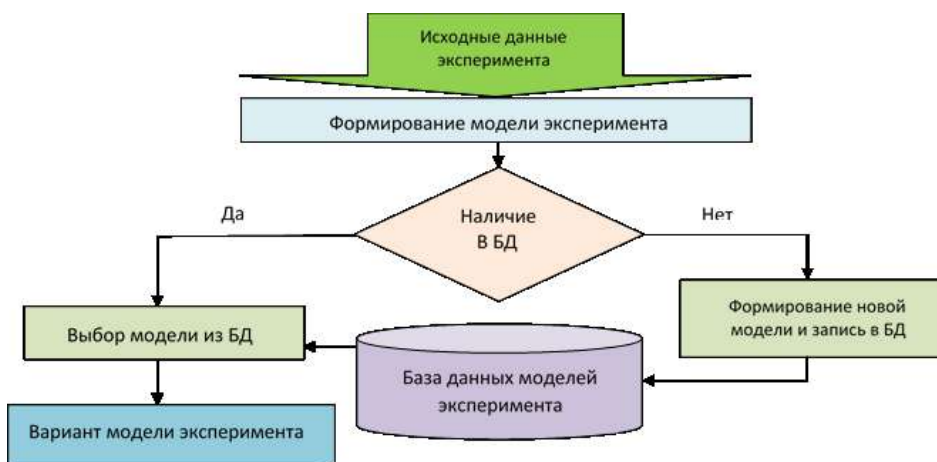 Исходные данные
эксперимента
Формирование модели эксперимента
Да
Наличие
В БД
Нет
Формирование новой
модели и запись в БД
Выбор модели из БД
База данных моделей
эксперимента
Вариант модели эксперимента